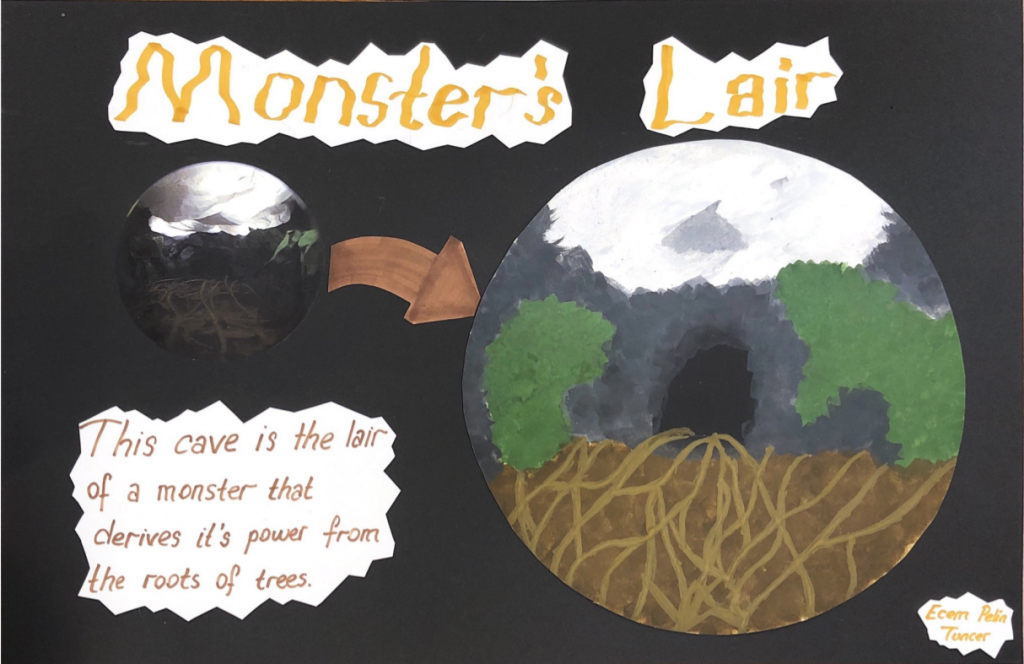 Monster's Lair
This cave is the lair
of a monster that
derives it's power from
the roots of trees.
Ecem Pelin
Tuncer